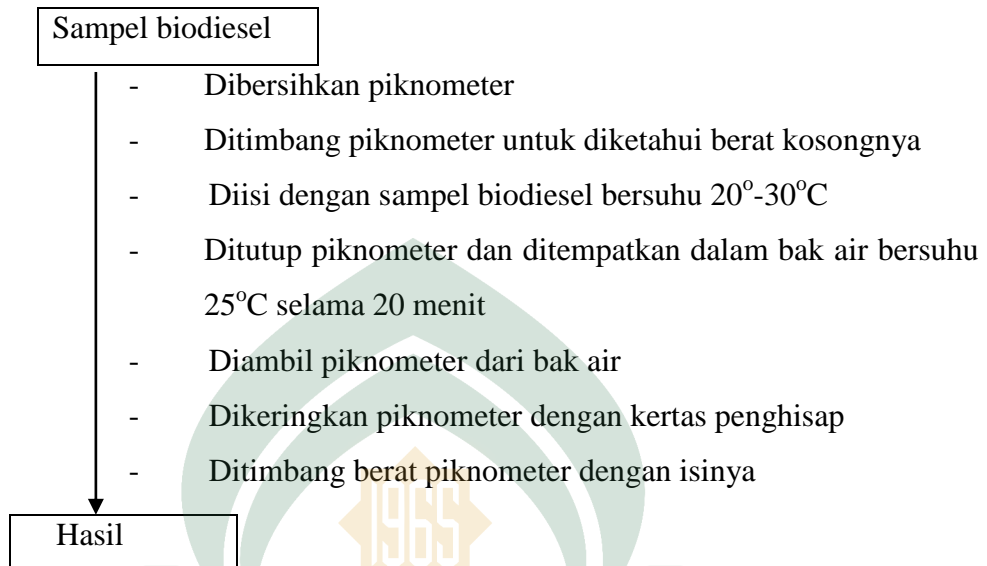 Sampel biodiesel
- Dibersihkan piknometer
- Ditimbang piknometer untuk diketahui berat kosongnya
- Diisi dengan sampel biodiesel bersuhu 20°-30°C
- Ditutup piknometer dan ditempatkan dalam bak air bersuhu
25°C selama 20 menit
- Diambil piknometer dari bak air
- Dikeringkan piknometer dengan kertas penghisap
- Ditimbang berat piknometer dengan isinya
1965
Hasil